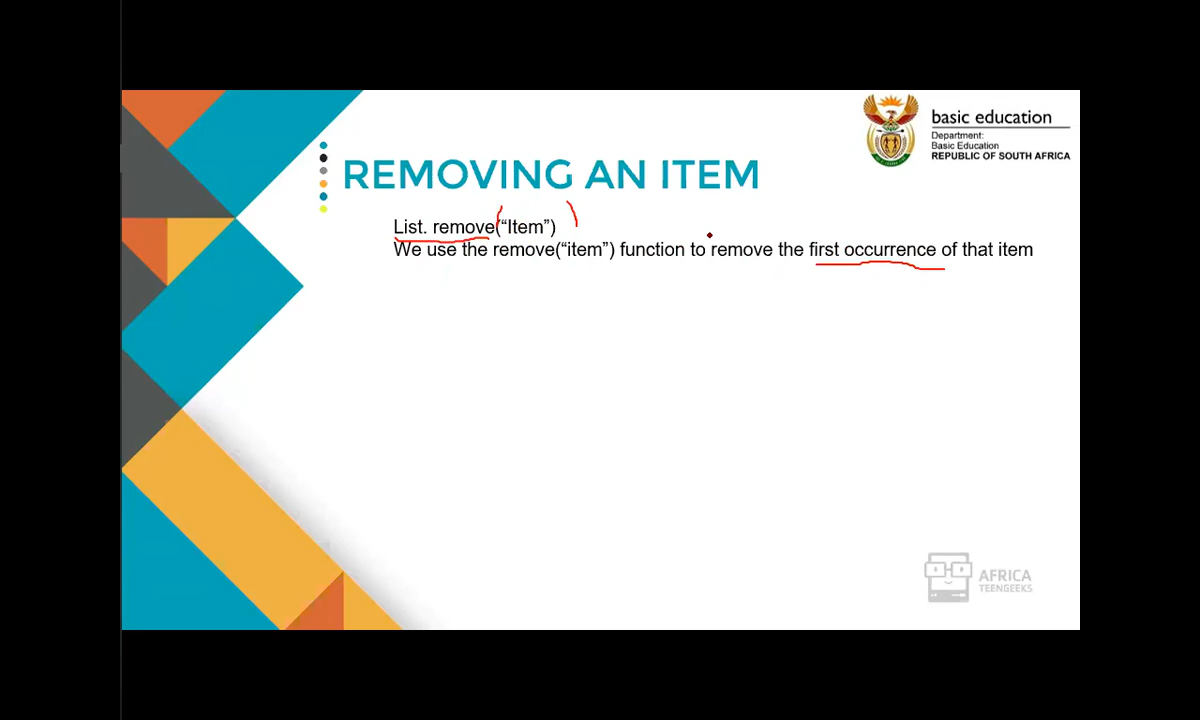 basic education
Department:
Basic Education
REPUBLIC OF SOUTH AFRICA
REMOVING AN ITEM
List. remove(“Item”)
We use the remove(“item”) function to remove the first occurrence of that item
AFRICA
TEENGEEKS